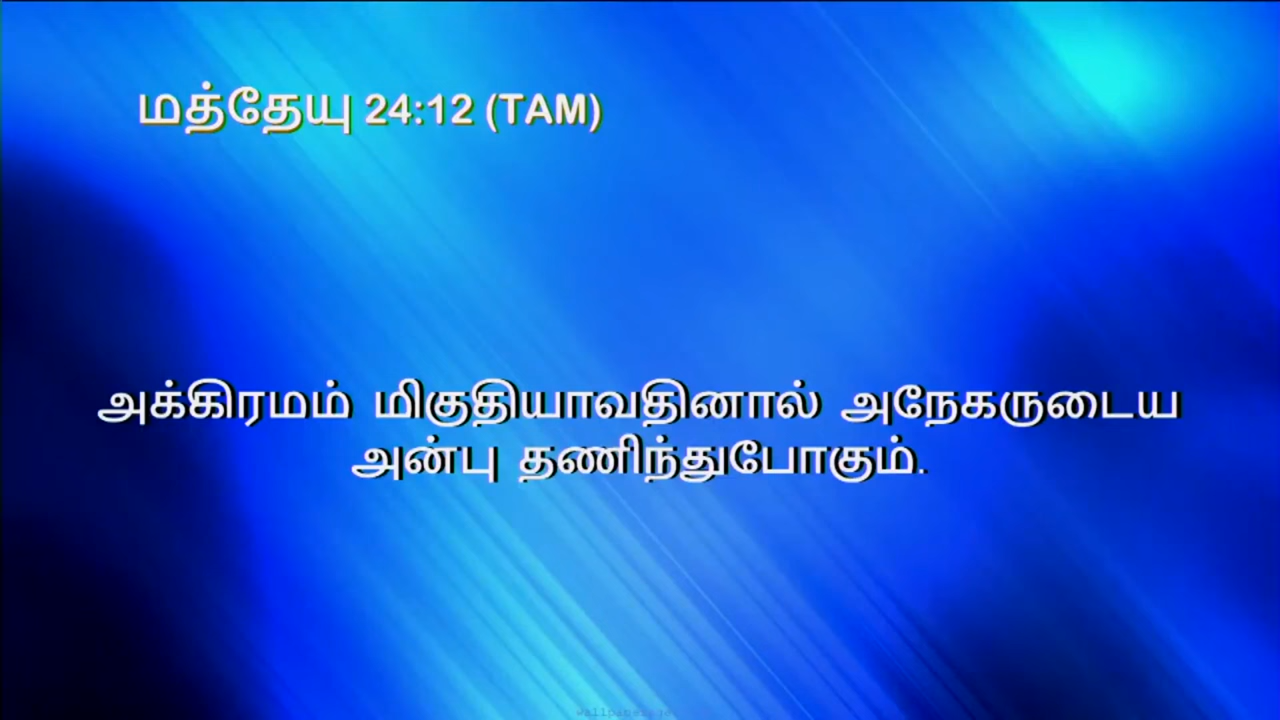 மத்தேயு 24:12 (TAM)
அக்கிரமம் மிகுதியாவதினால் அநேகருடைய
அன்பு தணிந்துபோகும்.